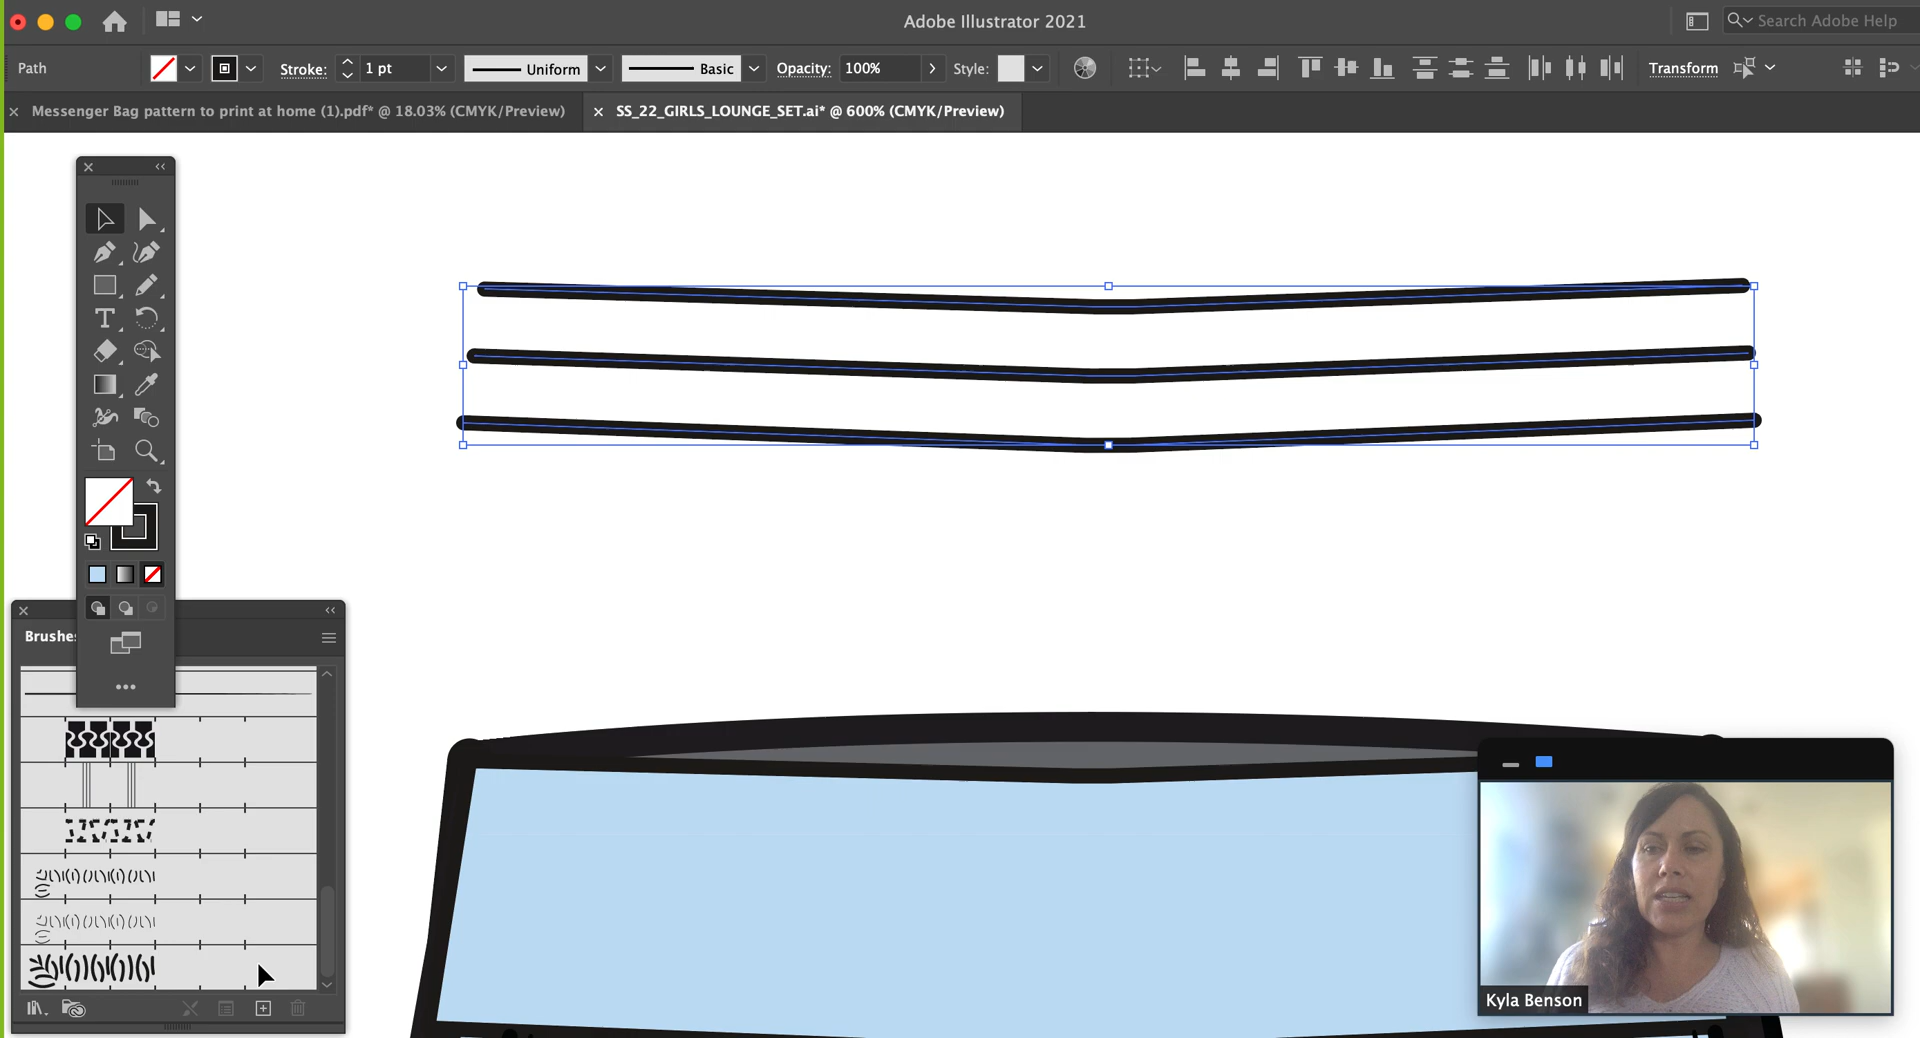 Adobe Illustrator 2021
Search Adobe Help
Path
Stroke:
1 pt
Uniform
Basic
Opacity:
100%
Style:
Transform
Messenger Bag pattern to print at home (1).pdf* @ 18.03% (CMYK/Preview)
SS_22_GIRLS_LOUNGE_SET.ai* @ 600% (CMYK/Preview)
Brushes
Kyla Benson